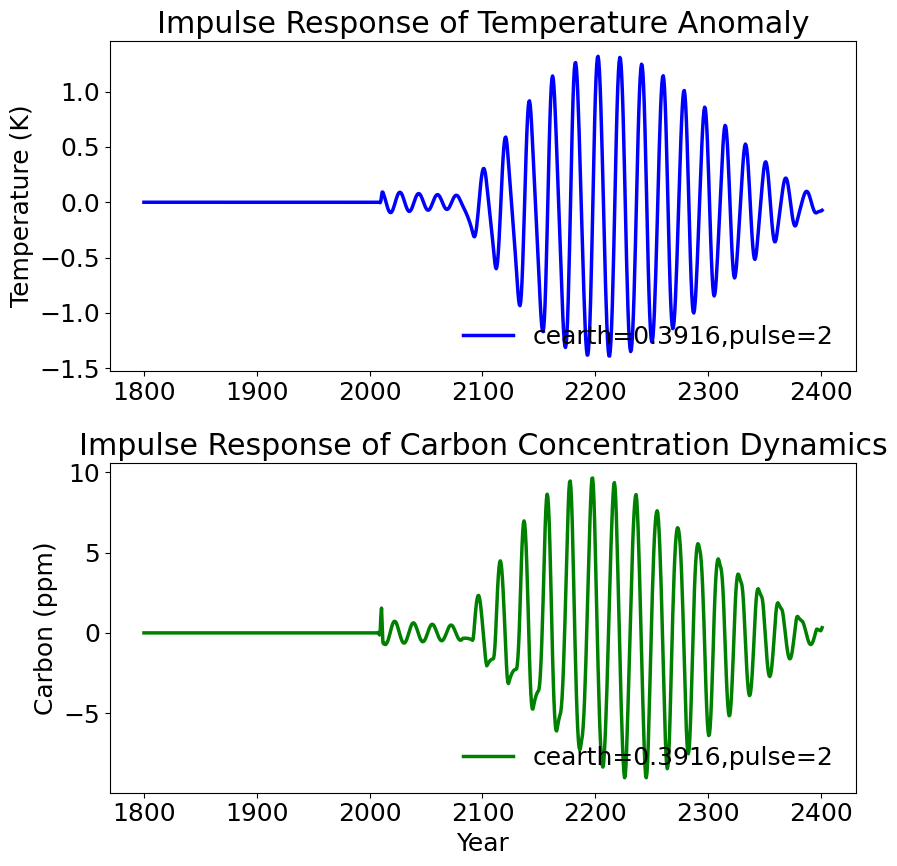 Impulse Response of Temperature Anomaly
Temperature (K)
1.0
0.5
0.0
−0.5
−1.0
−1.5
cearth=0.3916,pulse=2
1800 1900 2000 2100 2200 2300 2400
Impulse Response of Carbon Concentration Dynamics
Carbon (ppm)
10
5
0
−5
cearth=0.3916,pulse=2
1800 1900 2000 2100 2200 2300 2400
Year